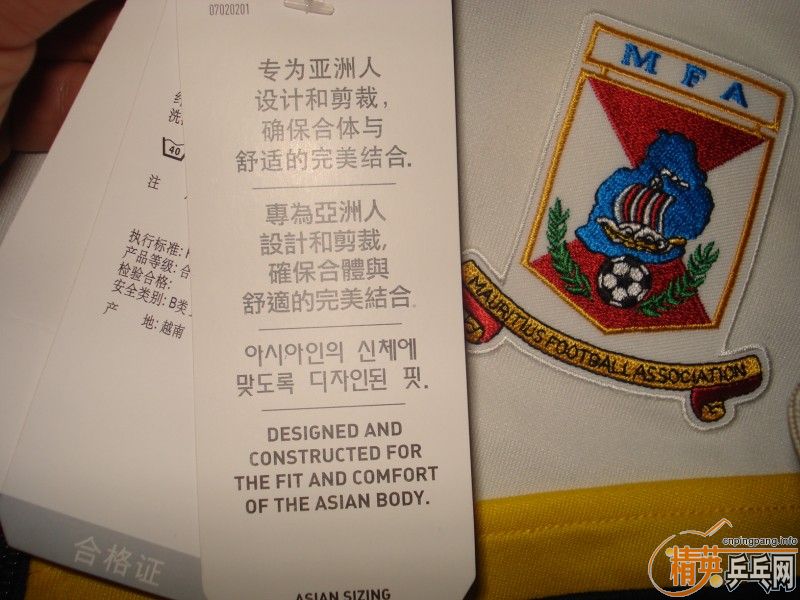 07020201
专为亚洲人
设计和剪裁，
确保合体与
舒适的完美结合.
專為亞洲人
設計和剪裁,
確保合體與
舒適的完美結合.
아시아인의 신체에
맞도록 디자인된 핏.
DESIGNED AND
CONSTRUCTED FOR
THE FIT AND COMFORT
OF THE ASIAN BODY.
ASIAN SIZING
洗
40
注
执行标准:
产品等级: 合
检验合格:
安全类别: B类
产 地: 越南
合格证
MFA
MAURITIUS FOOTBALL ASSOCIATION
cnpingpang.info
精英乒乓网